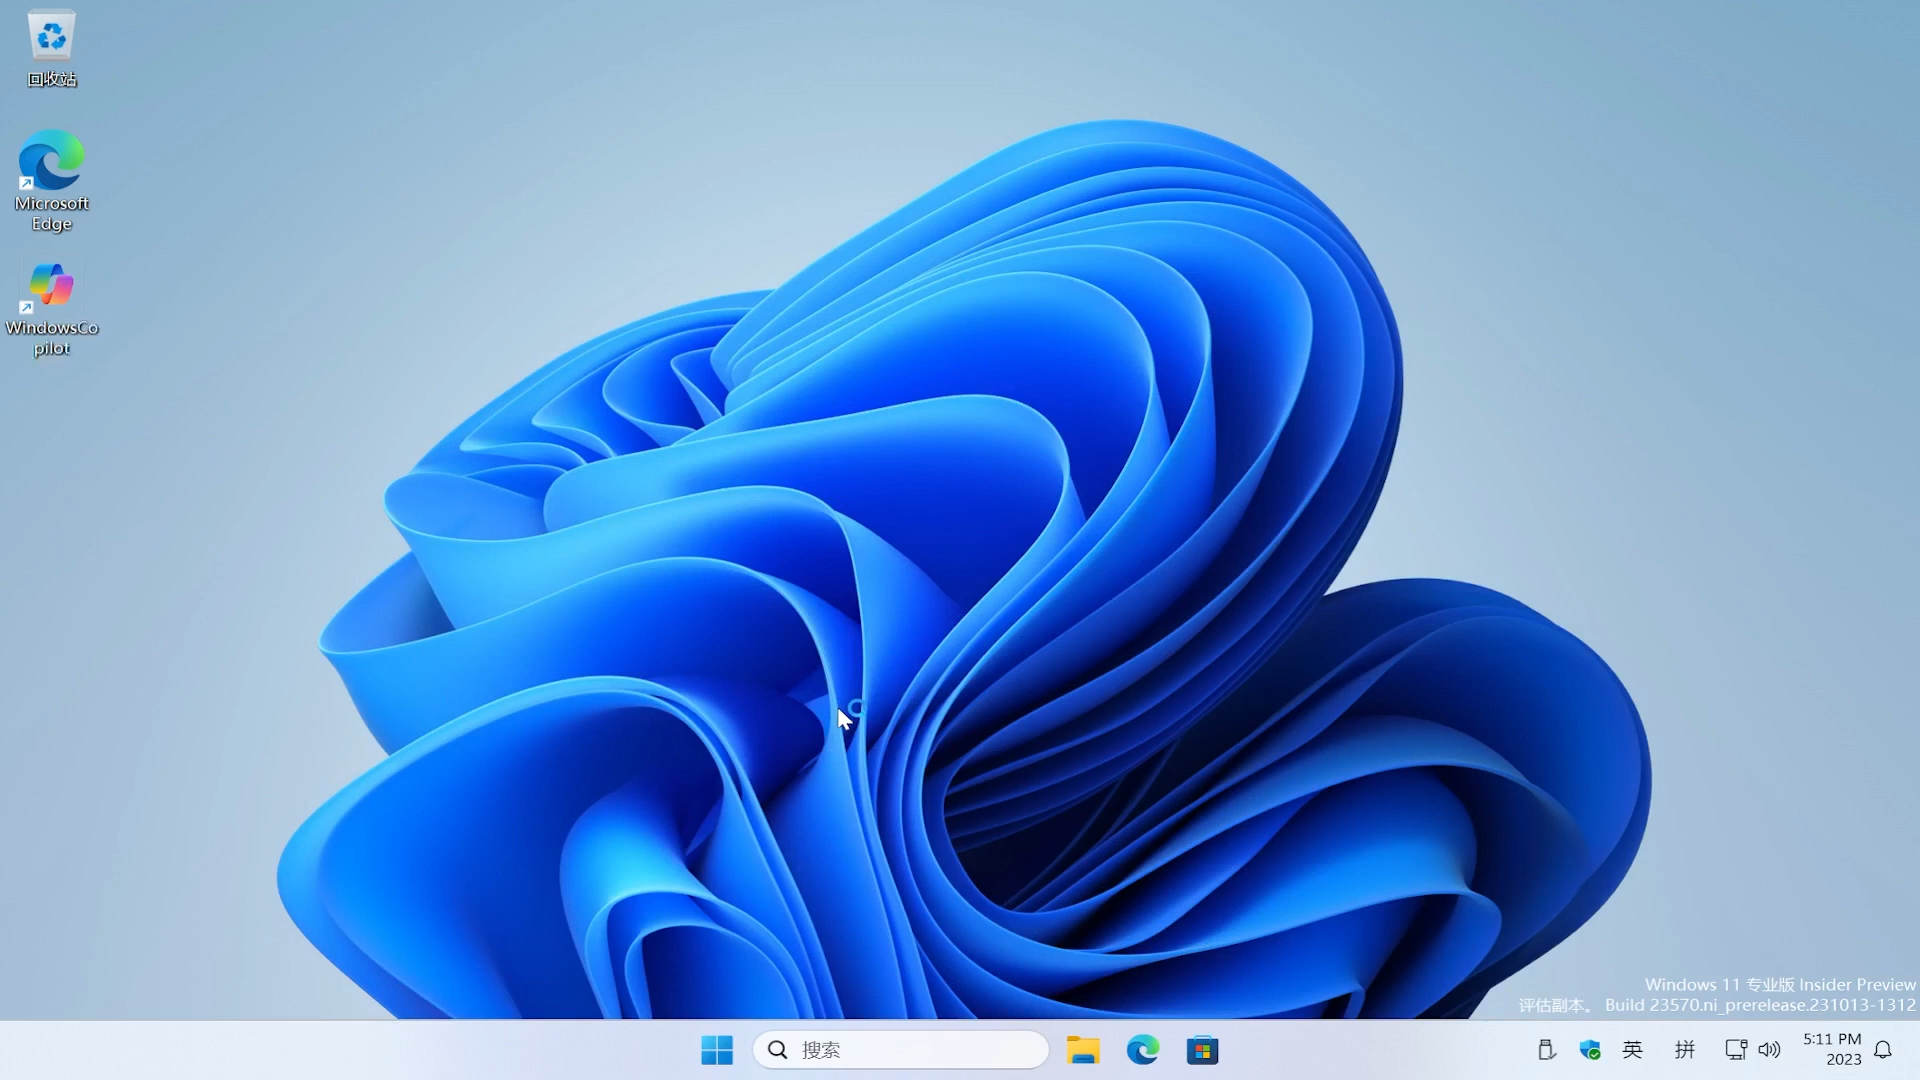 回收站
Microsoft
Edge
WindowsCo
pilot
Windows 11 专业版 Insider Preview
评估副本。 Build 23570.ni_prerelease.231013-1312
搜索
英
拼
5:11 PM
2023